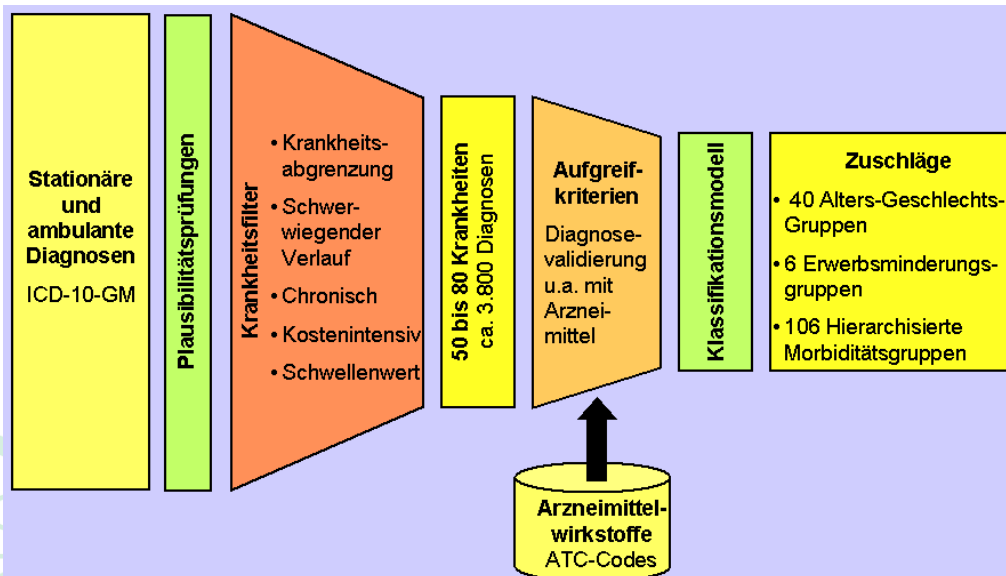 Stationäre
und
ambulante
Diagnosen
ICD-10-GM
Plausibilitätsprüfungen
Krankheitsfilter
• Krankheits-
abgrenzung
• Schwer-
wiegender
Verlauf
• Chronisch
• Kostenintensiv
• Schwellenwert
50 bis 80 Krankheiten
ca. 3.800 Diagnosen
Aufgreif-
kriterien
Diagnose-
validierung
u.a. mit
Arznei-
mittel
Klassifikationsmodell
Zuschläge
• 40 Alters-Geschlechts-
Gruppen
• 6 Erwerbsminderungs-
gruppen
• 106 Hierarchisierte
Morbiditätsgruppen
Arzneimittel-
wirkstoffe
ATC-Codes